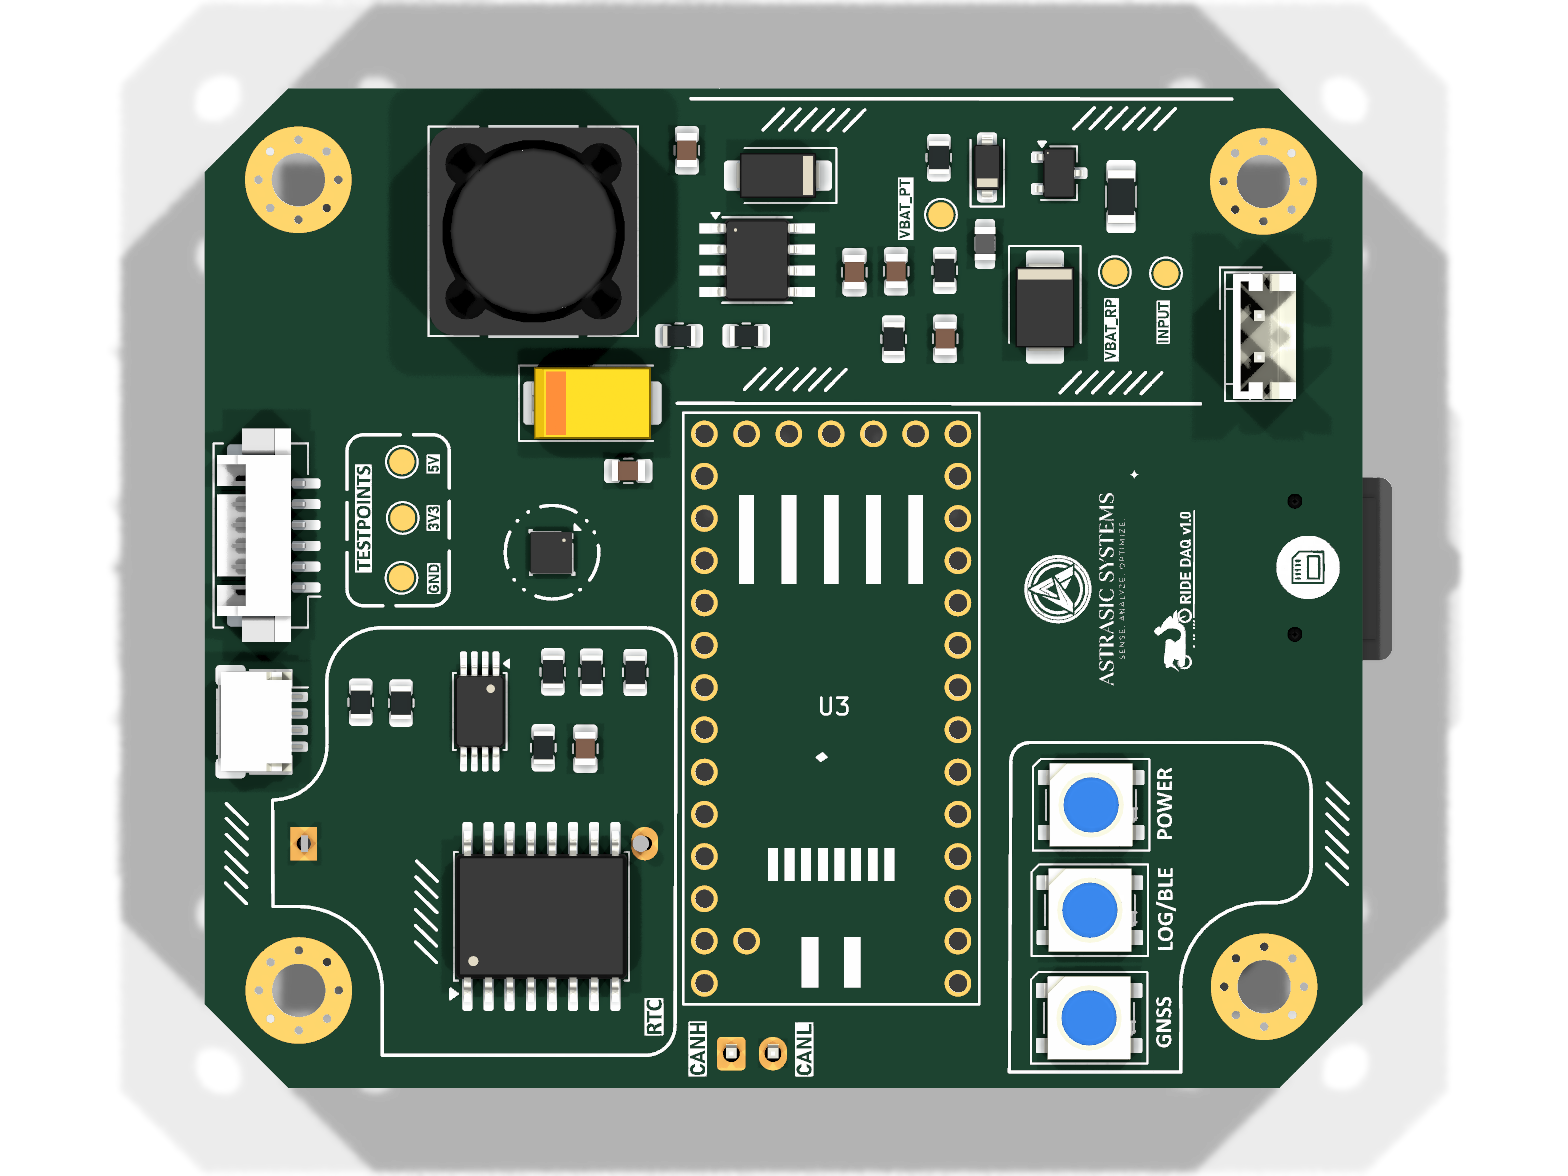 VBAT_PT
VBAT_RP
INPUT
TESTPOINTS
5V
3V3
GND
ASTRASIC SYSTEMS
SENSE. ANALYZE. OPTIMIZE.
RIDE DAQ v1.0
U3
POWER
LOG/BLE
GNSS
RTC
CANH
CANL